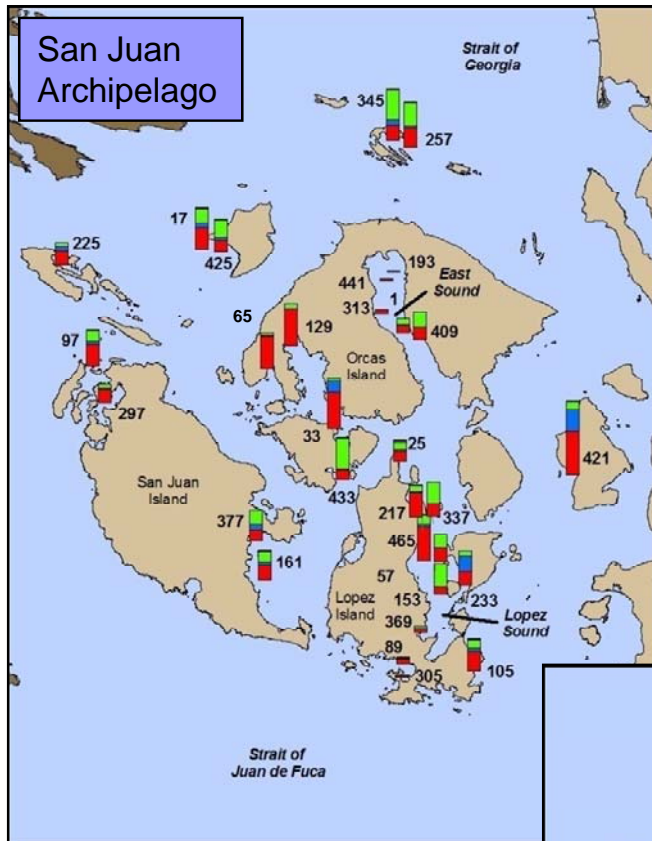 San Juan
Archipelago
Strait of
Georgia
345
257
17
425
225
193
441
East
Sound
1
313
65
129
409
Orcas
Island
97
297
33
25
421
433
San Juan
Island
217
337
377
465
161
57
Lopez
Island
153
233
369
Lopez
Sound
89
305
105
Strait of
Juan de Fuca